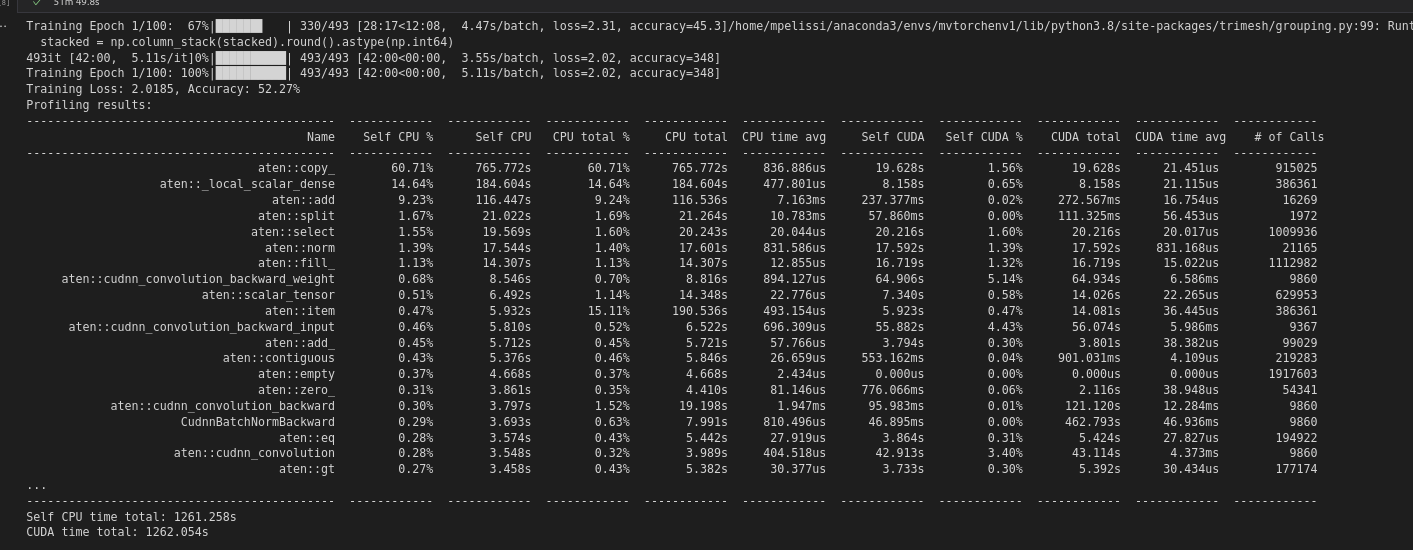 51m 49.8s
Training Epoch 1/100:  67%|███████   | 330/493 [28:17<12:08,  4.47s/batch, loss=2.31, accuracy=45.3]/home/mpelissi/anaconda3/envs/mvtorchenv1/lib/python3.8/site-packages/trimesh/grouping.py:99: Runt
stacked = np.column_stack(stacked).round().astype(np.int64)
493it [42:00,  5.11s/it]0%|██████████| 493/493 [42:00<00:00,  3.55s/batch, loss=2.02, accuracy=348]
Training Epoch 1/100: 100%|██████████| 493/493 [42:00<00:00,  5.11s/batch, loss=2.02, accuracy=348]
Training Loss: 2.0185, Accuracy: 52.27%
Profiling results:
--------------------------------------------  ------------  ------------  ------------  ------------  ------------  ------------  ------------  ------------  ------------  ------------
Name  Self CPU %  Self CPU  CPU total %  CPU total  CPU time avg  Self CUDA  Self CUDA %  CUDA total  CUDA time avg  # of Calls
--------------------------------------------  ------------  ------------  ------------  ------------  ------------  ------------  ------------  ------------  ------------  ------------
aten::copy_  60.71%  765.772s  60.71%  765.772s  836.886us  19.628s  1.56%  19.628s  21.451us  915025
aten::_local_scalar_dense  14.64%  184.604s  14.64%  184.604s  477.801us  8.158s  0.65%  8.158s  21.115us  386361
aten::add  9.23%  116.447s  9.24%  116.536s  7.163ms  237.377ms  0.02%  272.567ms  16.754us  16269
aten::split  1.67%  21.022s  1.69%  21.264s  10.783ms  57.860ms  0.00%  111.325ms  56.453us  1972
aten::select  1.55%  19.569s  1.60%  20.243s  20.044us  20.216s  1.60%  20.216s  20.017us  1009936
aten::norm  1.39%  17.544s  1.40%  17.601s  831.586us  17.592s  1.39%  17.592s  831.168us  21165
aten::fill_  1.13%  14.307s  1.13%  14.307s  12.855us  16.719s  1.32%  16.719s  15.022us  1112982
aten::cudnn_convolution_backward_weight  0.68%  8.546s  0.70%  8.816s  894.127us  64.906s  5.14%  64.934s  6.586ms  9860
aten::scalar_tensor  0.51%  6.492s  1.14%  14.348s  22.776us  7.340s  0.58%  14.026s  22.265us  629953
aten::item  0.47%  5.932s  15.11%  190.536s  493.154us  5.923s  0.47%  14.081s  36.445us  386361
aten::cudnn_convolution_backward_input  0.46%  5.810s  0.52%  6.522s  696.309us  55.882s  4.43%  56.074s  5.986ms  9367
aten::add_  0.45%  5.712s  0.45%  5.721s  57.766us  3.794s  0.30%  3.801s  38.382us  99029
aten::contiguous  0.43%  5.376s  0.46%  5.846s  26.659us  553.162ms  0.04%  901.031ms  4.109us  219283
aten::empty  0.37%  4.668s  0.37%  4.668s  2.434us  0.000us  0.00%  0.000us  0.000us  1917603
aten::zero_  0.31%  3.861s  0.35%  4.410s  81.146us  776.066ms  0.06%  2.116s  38.948us  54341
aten::cudnn_convolution_backward  0.30%  3.797s  1.52%  19.198s  1.947ms  95.983ms  0.01%  121.120s  12.284ms  9860
CudnnBatchNormBackward  0.29%  3.693s  0.63%  7.991s  810.496us  46.895ms  0.00%  462.793s  46.936ms  9860
aten::eq  0.28%  3.574s  0.43%  5.442s  27.919us  3.864s  0.31%  5.424s  27.827us  194922
aten::cudnn_convolution  0.28%  3.548s  0.32%  3.989s  404.518us  42.913s  3.40%  43.114s  4.373ms  9860
aten::gt  0.27%  3.458s  0.43%  5.382s  30.377us  3.733s  0.30%  5.392s  30.434us  177174
...
--------------------------------------------  ------------  ------------  ------------  ------------  ------------  ------------  ------------  ------------  ------------  ------------
Self CPU time total: 1261.258s
CUDA time total: 1262.054s